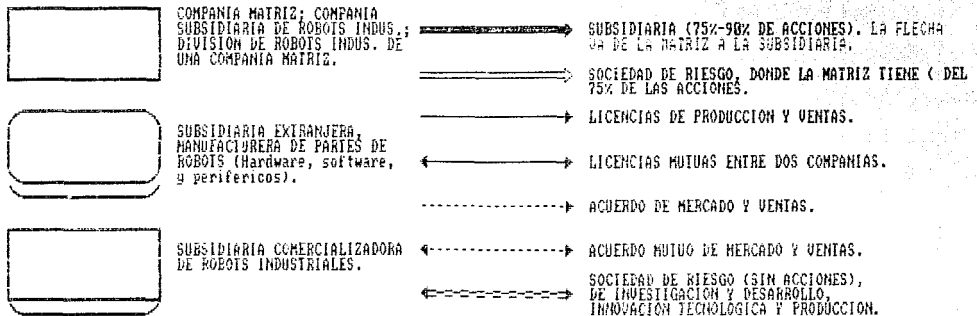 COMPANIA MATRIZ; COMPANIA
SUBSIDIARIA DE ROBOTS INDUS.;
DIVISION DE ROBOTS INDUS. DE
UNA COMPANIA MATRIZ.
SUBSIDIARIA EXTRANJERA,
MANUFACTURERA DE PARTES DE
ROBOTS (Hardware, software,
y perifericos).
SUBSIDIARIA COMERCIALIZADORA
DE ROBOTS INDUSTRIALES.
SUBSIDIARIA (75%-90% DE ACCIONES). LA FLECHA
VA DE LA MATRIZ A LA SUBSIDIARIA.
SOCIEDAD DE RIESGO, DONDE LA MATRIZ TIENE ( DEL
75% DE LAS ACCIONES.
LICENCIAS DE PRODUCCION Y VENTAS.
LICENCIAS MUTUAS ENTRE DOS COMPANIAS.
ACUERDO DE MERCADO Y VENTAS.
ACUERDO MUTUO DE MERCADO Y VENTAS.
SOCIEDAD DE RIESGO (SIN ACCIONES),
DE INVESTIGACION Y DESARROLLO,
INNOVACION TECNOLOGICA Y PRODUCCION.